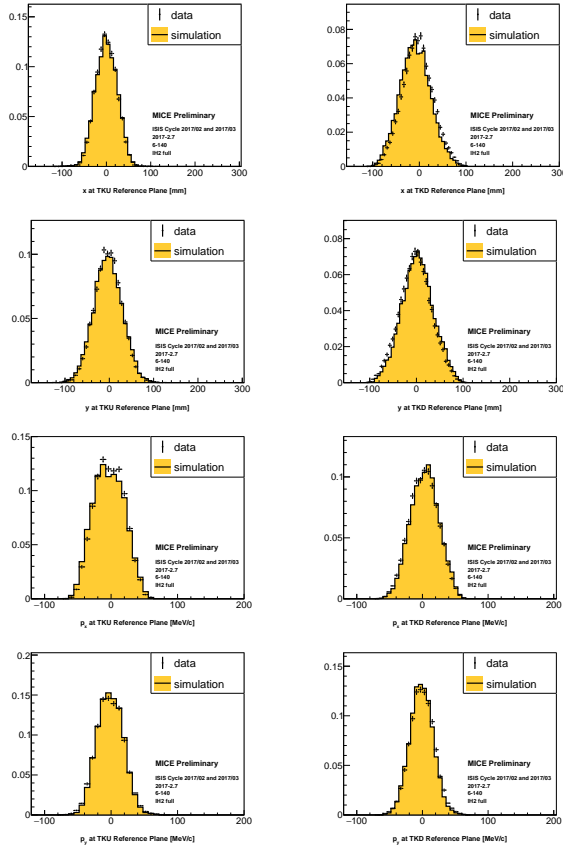 0.15
0.1
0.05
0
−100 0 100 200 300
x at TKU Reference Plane [mm]
data
simulation
MICE Preliminary
ISIS Cycle 2017/02 and 2017/03
2017-2.7
6-140
lH2 full
0.08
0.06
0.04
0.02
0
−100 0 100 200 300
x at TKD Reference Plane [mm]
data
simulation
MICE Preliminary
ISIS Cycle 2017/02 and 2017/03
2017-2.7
6-140
lH2 full
0.1
0.05
0
−100 0 100 200 300
y at TKU Reference Plane [mm]
data
simulation
MICE Preliminary
ISIS Cycle 2017/02 and 2017/03
2017-2.7
6-140
lH2 full
0.08
0.06
0.04
0.02
0
−100 0 100 200 300
y at TKD Reference Plane [mm]
data
simulation
MICE Preliminary
ISIS Cycle 2017/02 and 2017/03
2017-2.7
6-140
lH2 full
0.15
0.1
0.05
0
−100 0 100 200
px at TKU Reference Plane [MeV/c]
data
simulation
MICE Preliminary
ISIS Cycle 2017/02 and 2017/03
2017-2.7
6-140
lH2 full
0.1
0.05
0
−100 0 100 200
px at TKD Reference Plane [MeV/c]
data
simulation
MICE Preliminary
ISIS Cycle 2017/02 and 2017/03
2017-2.7
6-140
lH2 full
0.2
0.15
0.1
0.05
0
−100 0 100 200
py at TKU Reference Plane [MeV/c]
data
simulation
MICE Preliminary
ISIS Cycle 2017/02 and 2017/03
2017-2.7
6-140
lH2 full
0.15
0.1
0.05
0
−100 0 100 200
py at TKD Reference Plane [MeV/c]
data
simulation
MICE Preliminary
ISIS Cycle 2017/02 and 2017/03
2017-2.7
6-140
lH2 full